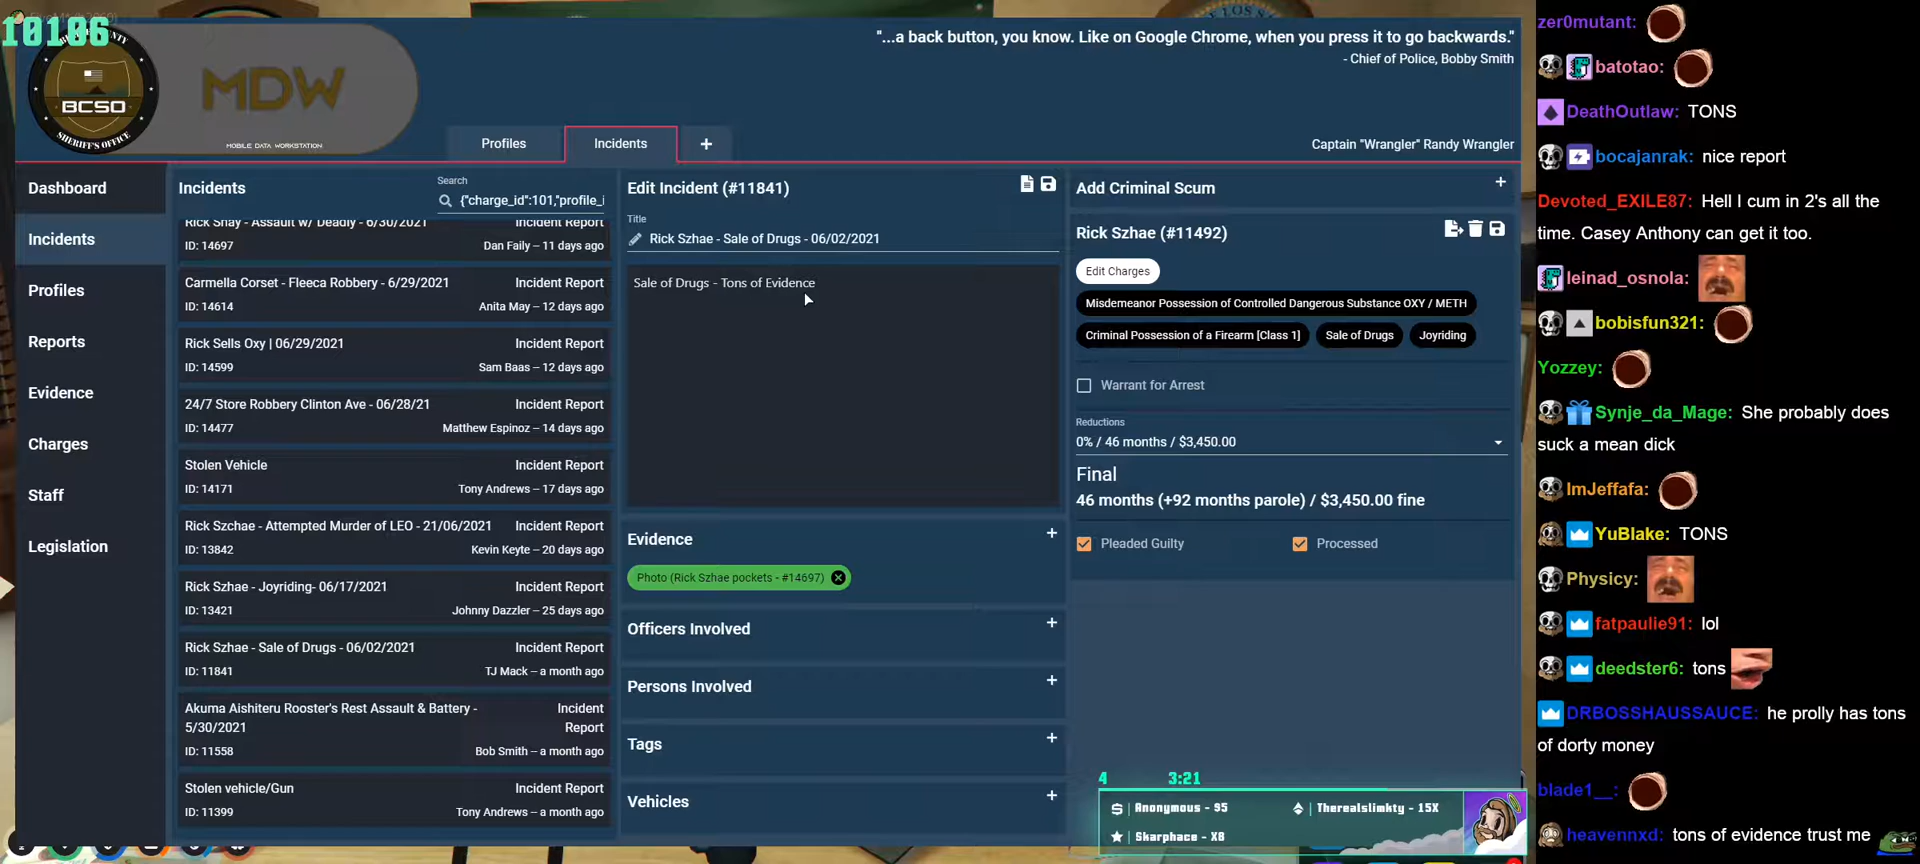 10106
BCSO
SHERIFF'S OFFICE
MDW
MOBILE DATA WORKSTATION
"...a back button, you know. Like on Google Chrome, when you press it to go backwards."
- Chief of Police, Bobby Smith
Profiles
Incidents
+
Captain "Wrangler" Randy Wrangler
Dashboard
Incidents
Profiles
Reports
Evidence
Charges
Staff
Legislation
Incidents
Search
{"charge_id":101,"profile_i
Rick Shay - Assault w/ Deadly - 6/30/2021 Incident Report
ID: 14697 Dan Faily – 11 days ago
Carmella Corset - Fleeca Robbery - 6/29/2021 Incident Report
ID: 14614 Anita May – 12 days ago
Rick Sells Oxy | 06/29/2021 Incident Report
ID: 14599 Sam Baas – 12 days ago
24/7 Store Robbery Clinton Ave - 06/28/21 Incident Report
ID: 14477 Matthew Espinoz – 14 days ago
Stolen Vehicle Incident Report
ID: 14171 Tony Andrews – 17 days ago
Rick Szchae - Attempted Murder of LEO - 21/06/2021 Incident Report
ID: 13842 Kevin Keyte – 20 days ago
Rick Szhae - Joyriding- 06/17/2021 Incident Report
ID: 13421 Johnny Dazzler – 25 days ago
Rick Szhae - Sale of Drugs - 06/02/2021 Incident Report
ID: 11841 TJ Mack – a month ago
Akuma Aishiteru Rooster's Rest Assault & Battery - Incident
5/30/2021 Report
ID: 11558 Bob Smith – a month ago
Stolen vehicle/Gun Incident Report
ID: 11399 Tony Andrews – a month ago
Edit Incident (#11841)
Title
Rick Szhae - Sale of Drugs - 06/02/2021
Sale of Drugs - Tons of Evidence
Evidence +
Photo (Rick Szhae pockets - #14697)
Officers Involved +
Persons Involved +
Tags +
Vehicles +
Add Criminal Scum +
Rick Szhae (#11492)
Edit Charges
Misdemeanor Possession of Controlled Dangerous Substance OXY / METH
Criminal Possession of a Firearm [Class 1] Sale of Drugs Joyriding
Warrant for Arrest
Reductions
0% / 46 months / $3,450.00
Final
46 months (+92 months parole) / $3,450.00 fine
Pleaded Guilty Processed
4 3:21
Anonymous - 95 Therealslimkty - 15X
Skarphace - X8
zer0mutant:
batotao:
DeathOutlaw: TONS
bocajanrak: nice report
Devoted_EXILE87: Hell I cum in 2's all the
time. Casey Anthony can get it too.
leinad_osnola:
bobisfun321:
Yozzey:
Synje_da_Mage: She probably does
suck a mean dick
ImJeffafa:
YuBlake: TONS
Physicy:
fatpaulie91: lol
deedster6: tons
DRBOSSHAUSSAUCE: he prolly has tons
of dorty money
blade1__:
heavennxd: tons of evidence trust me